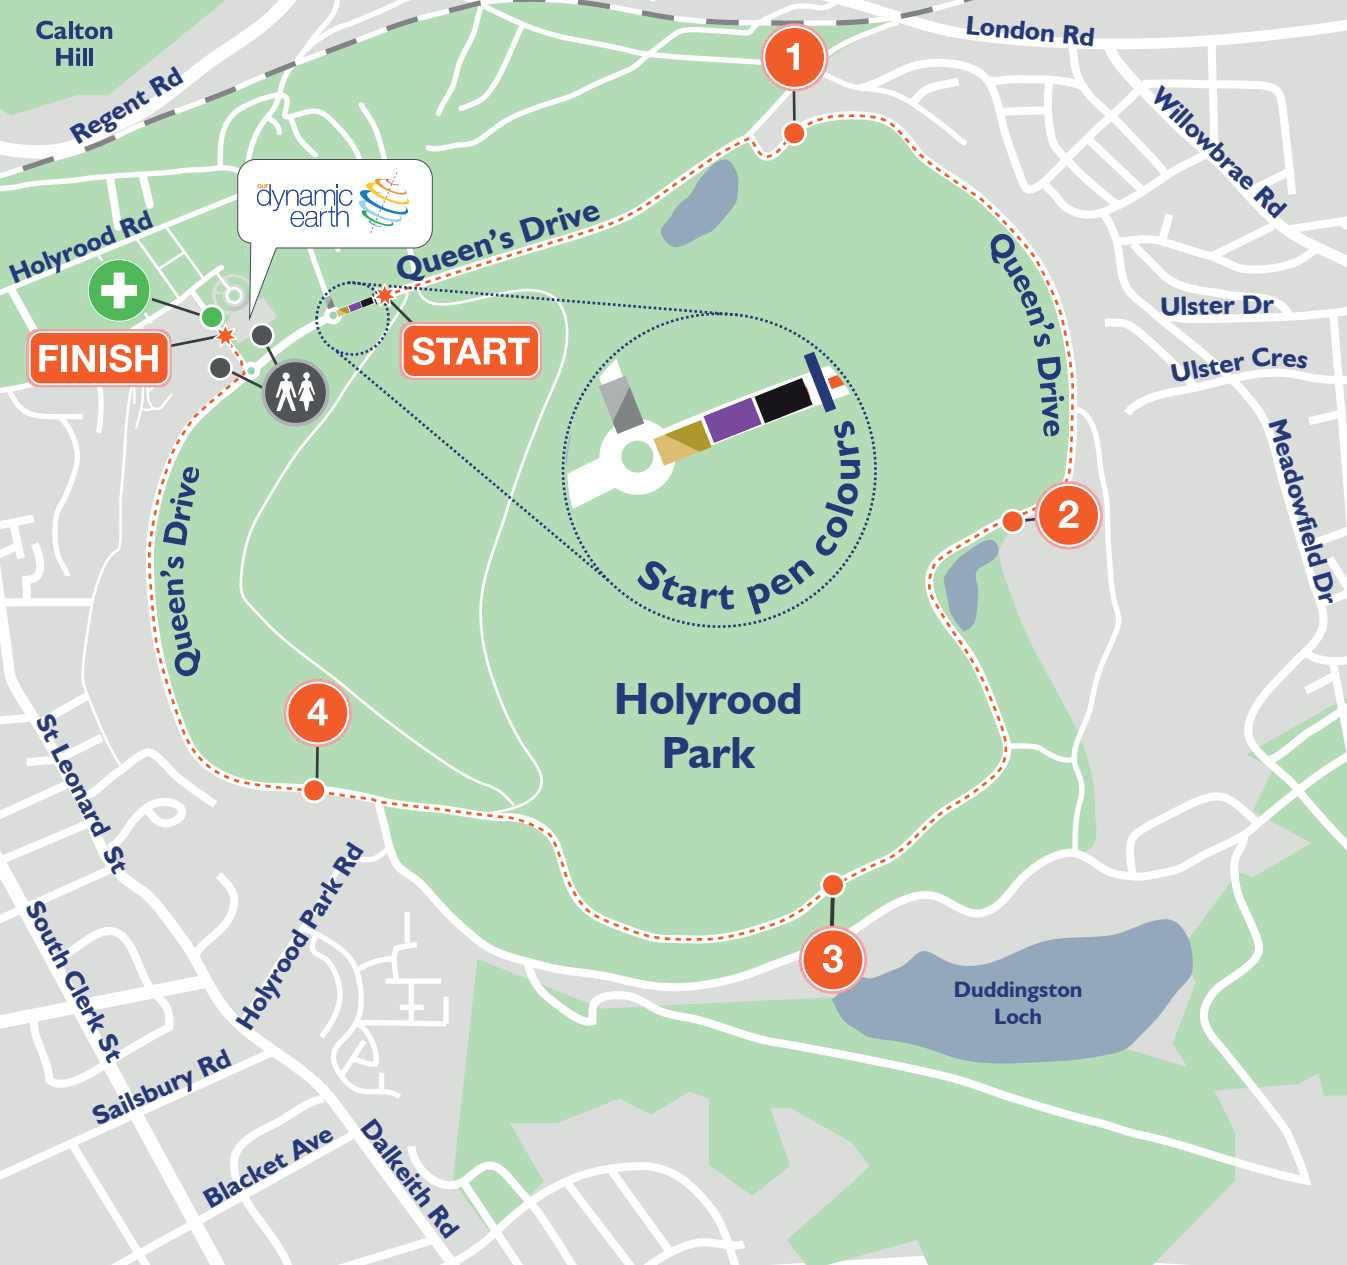 Calton
Hill
Regent Rd
London Rd
1
Willowbrae Rd
our
dynamic
earth
Holyrood Rd
Queen's Drive
Queen's Drive
START
FINISH
Ulster Dr
Ulster Cres
Meadowfield Dr
Start pen colours
2
Queen's Drive
Holyrood
Park
4
St Leonard St
Holyrood Park Rd
South Clerk St
3
Duddingston
Loch
Sailsbury Rd
Blacket Ave
Dalkeith Rd